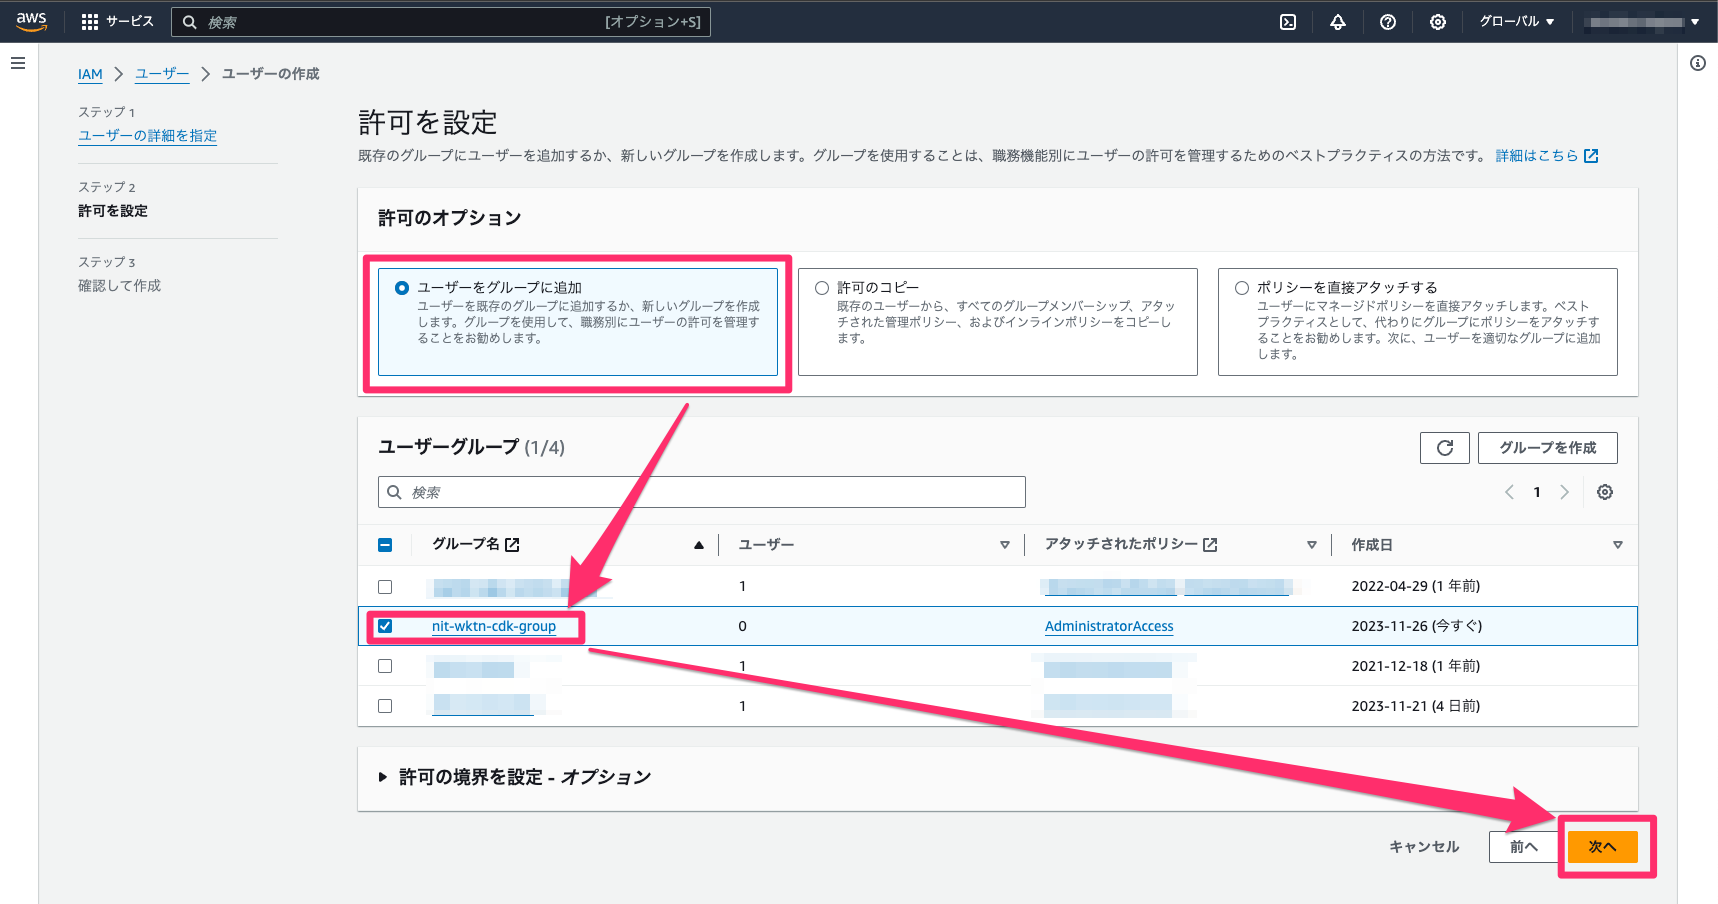 aws
サービス
検索
[オプション+S]
グローバル
IAM
ユーザー
ユーザーの作成
ステップ 1
ユーザーの詳細を指定
ステップ 2
許可を設定
ステップ 3
確認して作成
許可を設定
既存のグループにユーザーを追加するか、新しいグループを作成します。グループを使用することは、職務機能別にユーザーの許可を管理するためのベストプラクティスの方法です。 詳細はこちら
許可のオプション
ユーザーをグループに追加
ユーザーを既存のグループに追加するか、新しいグループを作成
します。グループを使用して、職務別にユーザーの許可を管理す
ることをお勧めします。
許可のコピー
既存のユーザーから、すべてのグループメンバーシップ、アタッ
チされた管理ポリシー、およびインラインポリシーをコピーし
ます。
ポリシーを直接アタッチする
ユーザーにマネージドポリシーを直接アタッチします。ベスト
プラクティスとして、代わりにグループにポリシーをアタッチす
ることをお勧めします。次に、ユーザーを適切なグループに追加
します。
ユーザーグループ (1/4)
グループを作成
検索
1
グループ名
ユーザー
アタッチされたポリシー
作成日
1
2022-04-29 (1 年前)
nit-wktn-cdk-group
0
AdministratorAccess
2023-11-26 (今すぐ)
1
2021-12-18 (1 年前)
1
2023-11-21 (4 日前)
許可の境界を設定 - オプション
キャンセル
前へ
次へ